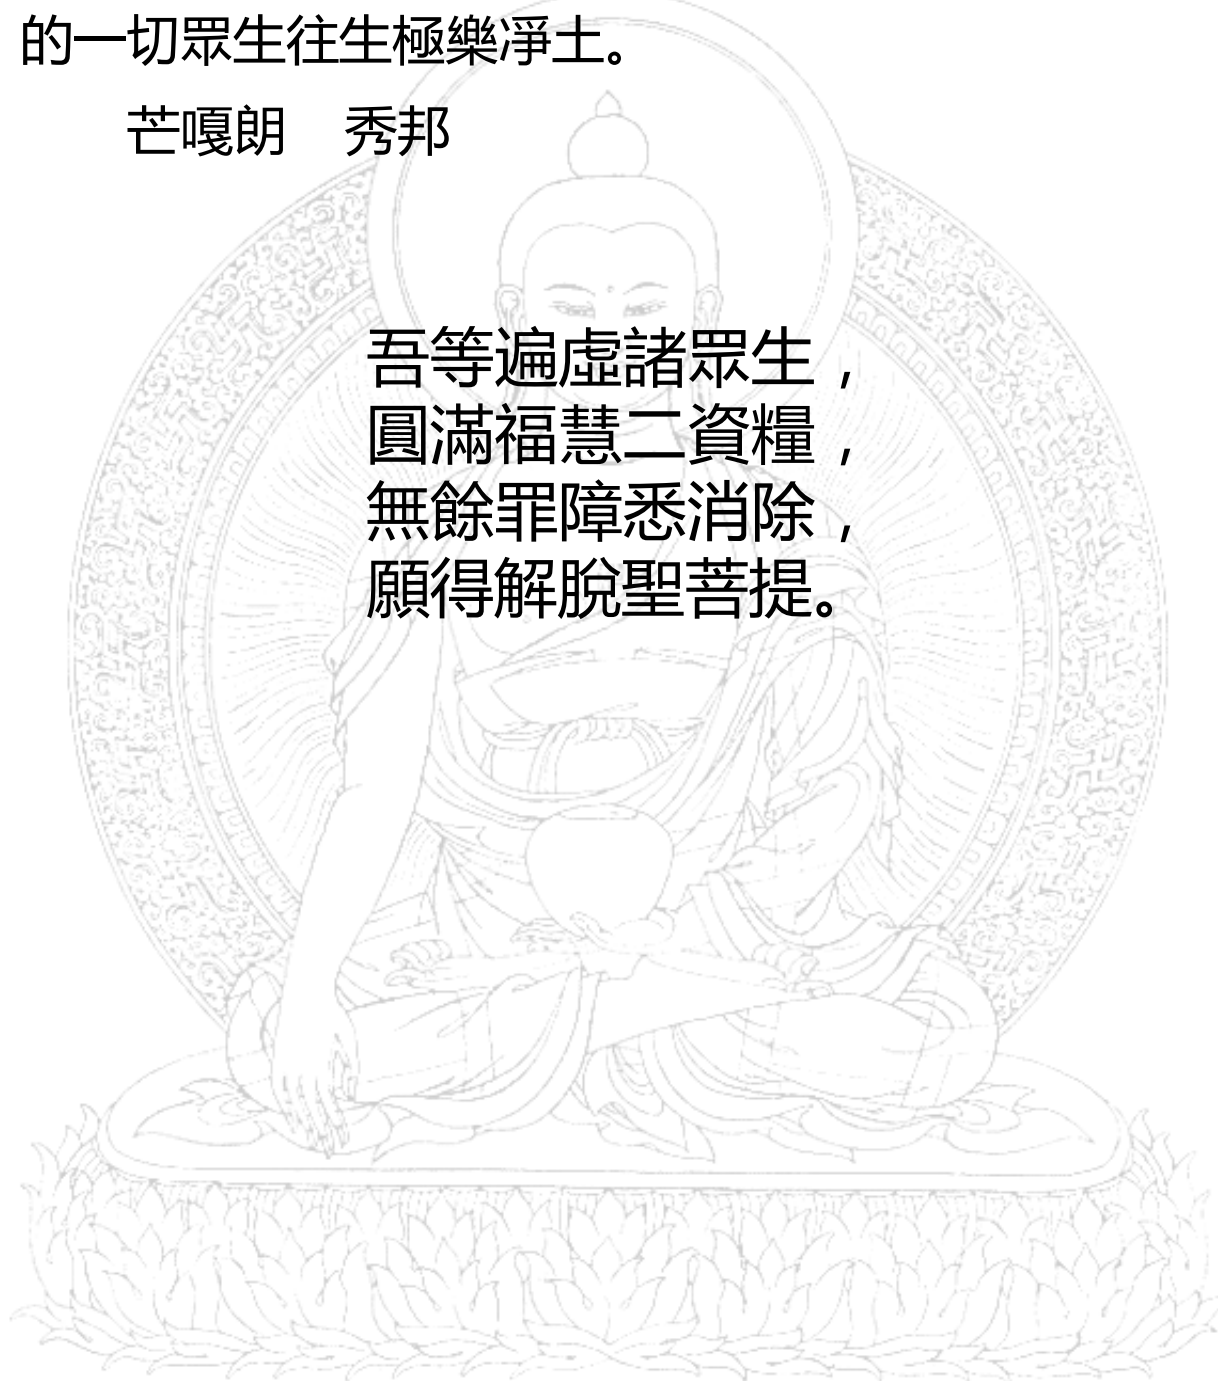 的一切眾生往生極樂凈土。
芒嘎朗　秀邦
吾等遍虛諸眾生，
圓滿福慧二資糧，
無餘罪障悉消除，
願得解脫聖菩提。